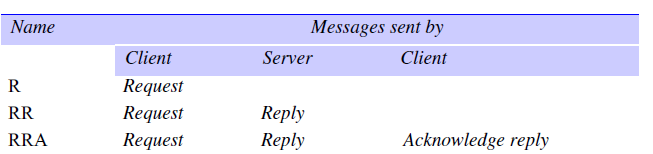 Name Messages sent by
Client Server Client
R Request
RR Request Reply
RRA Request Reply Acknowledge reply